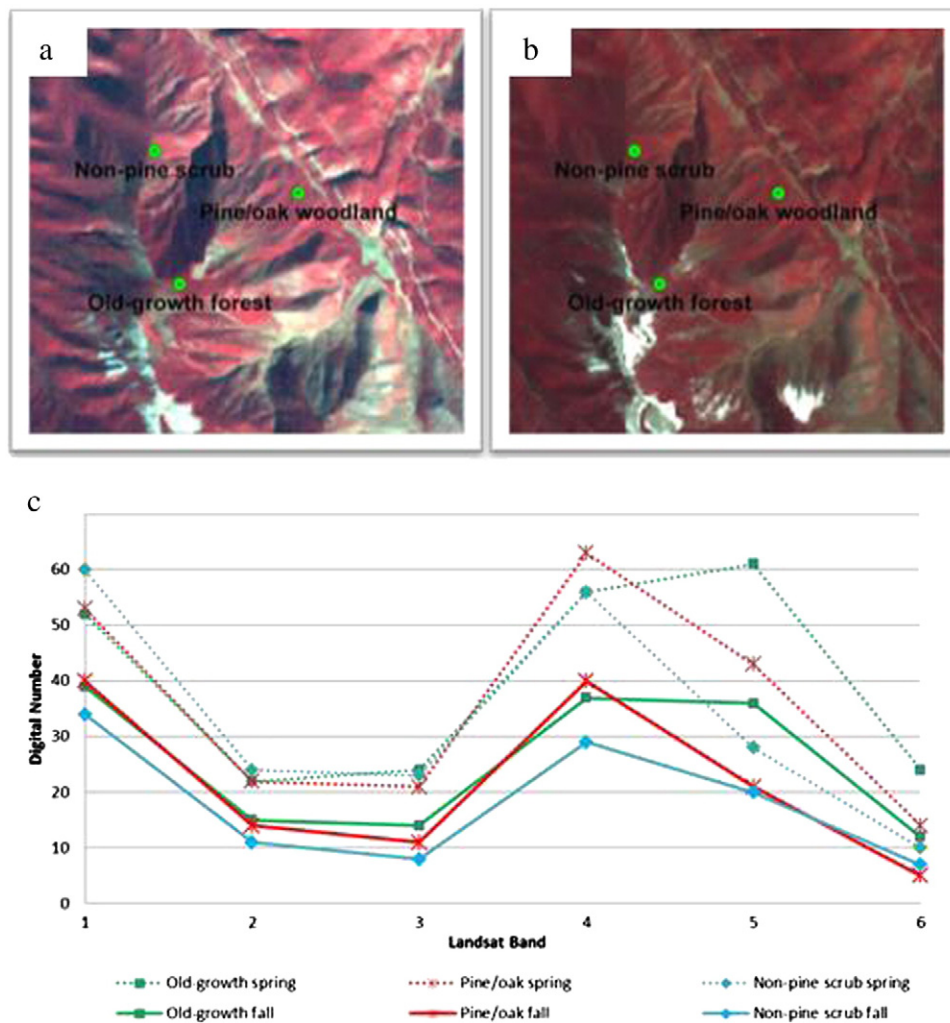 a
b
Non-pine scrub
Pine/oak woodland
Old-growth forest
Non-pine scrub
Pine/oak woodland
Old-growth forest
c
60
50
40
30
20
10
0
Digital Number
1 2 3 4 5 6
Landsat Band
Old-growth spring Pine/oak spring Non-pine scrub spring
Old-growth fall Pine/oak fall Non-pine scrub fall